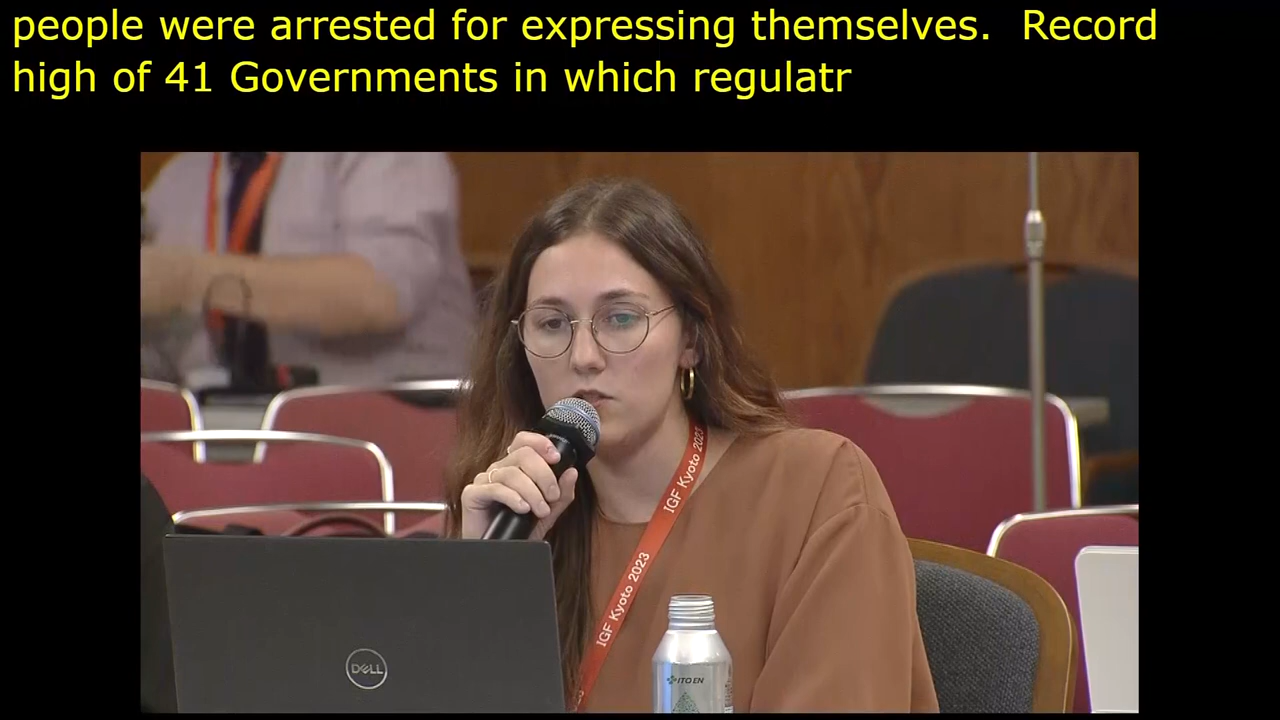 people were arrested for expressing themselves.  Record
high of 41 Governments in which regulatr
IGF Kyoto 2023
IGF Kyoto 2023
DELL
ITO EN